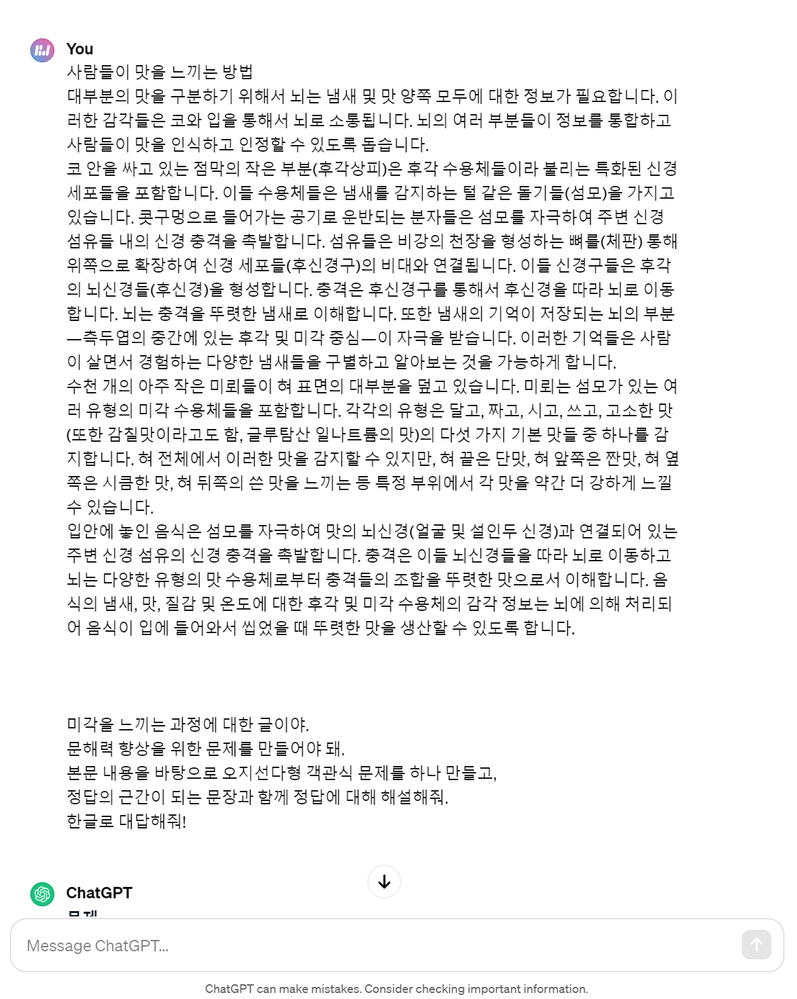 You
사람들이 맛을 느끼는 방법
대부분의 맛을 구분하기 위해서 뇌는 냄새 및 맛 양쪽 모두에 대한 정보가 필요합니다. 이
러한 감각들은 코와 입을 통해서 뇌로 소통됩니다. 뇌의 여러 부분들이 정보를 통합하고
사람들이 맛을 인식하고 인정할 수 있도록 돕습니다.
코 안을 싸고 있는 점막의 작은 부분(후각상피)은 후각 수용체들이라 불리는 특화된 신경
세포들을 포함합니다. 이들 수용체들은 냄새를 감지하는 털 같은 돌기들(섬모)을 가지고
있습니다. 콧구멍으로 들어가는 공기로 운반되는 분자들은 섬모를 자극하여 주변 신경
섬유들 내의 신경 충격을 촉발합니다. 섬유들은 비강의 천장을 형성하는 뼈를(체판) 통해
위쪽으로 확장하여 신경 세포들(후신경구)의 비대와 연결됩니다. 이들 신경구들은 후각
의 뇌신경들(후신경)을 형성합니다. 충격은 후신경구를 통해서 후신경을 따라 뇌로 이동
합니다. 뇌는 충격을 뚜렷한 냄새로 이해합니다. 또한 냄새의 기억이 저장되는 뇌의 부분
—측두엽의 중간에 있는 후각 및 미각 중심—이 자극을 받습니다. 이러한 기억들은 사람
이 살면서 경험하는 다양한 냄새들을 구별하고 알아보는 것을 가능하게 합니다.
수천 개의 아주 작은 미뢰들이 혀 표면의 대부분을 덮고 있습니다. 미뢰는 섬모가 있는 여
러 유형의 미각 수용체들을 포함합니다. 각각의 유형은 달고, 짜고, 시고, 쓰고, 고소한 맛
(또한 감칠맛이라고도 함, 글루탐산 일나트륨의 맛)의 다섯 가지 기본 맛들 중 하나를 감
지합니다. 혀 전체에서 이러한 맛을 감지할 수 있지만, 혀 끝은 단맛, 혀 앞쪽은 짠맛, 혀 옆
쪽은 시큼한 맛, 혀 뒤쪽의 쓴 맛을 느끼는 등 특정 부위에서 각 맛을 약간 더 강하게 느낄
수 있습니다.
입안에 놓인 음식은 섬모를 자극하여 맛의 뇌신경(얼굴 및 설인두 신경)과 연결되어 있는
주변 신경 섬유의 신경 충격을 촉발합니다. 충격은 이들 뇌신경들을 따라 뇌로 이동하고
뇌는 다양한 유형의 맛 수용체로부터 충격들의 조합을 뚜렷한 맛으로서 이해합니다. 음
식의 냄새, 맛, 질감 및 온도에 대한 후각 및 미각 수용체의 감각 정보는 뇌에 의해 처리되
어 음식이 입에 들어와서 씹었을 때 뚜렷한 맛을 생산할 수 있도록 합니다.
미각을 느끼는 과정에 대한 글이야.
문해력 향상을 위한 문제를 만들어야 돼.
본문 내용을 바탕으로 오지선다형 객관식 문제를 하나 만들고,
정답의 근간이 되는 문장과 함께 정답에 대해 해설해줘.
한글로 대답해줘!
ChatGPT
Message ChatGPT...
ChatGPT can make mistakes. Consider checking important information.